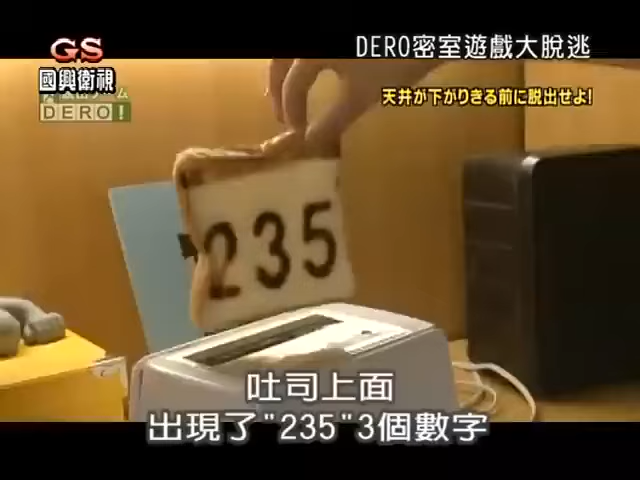 GS
國興衛視
DERO!
DERO密室遊戲大脫逃
天井が下がりきる前に脱出せよ!
235
吐司上面
出現了"235"3個數字